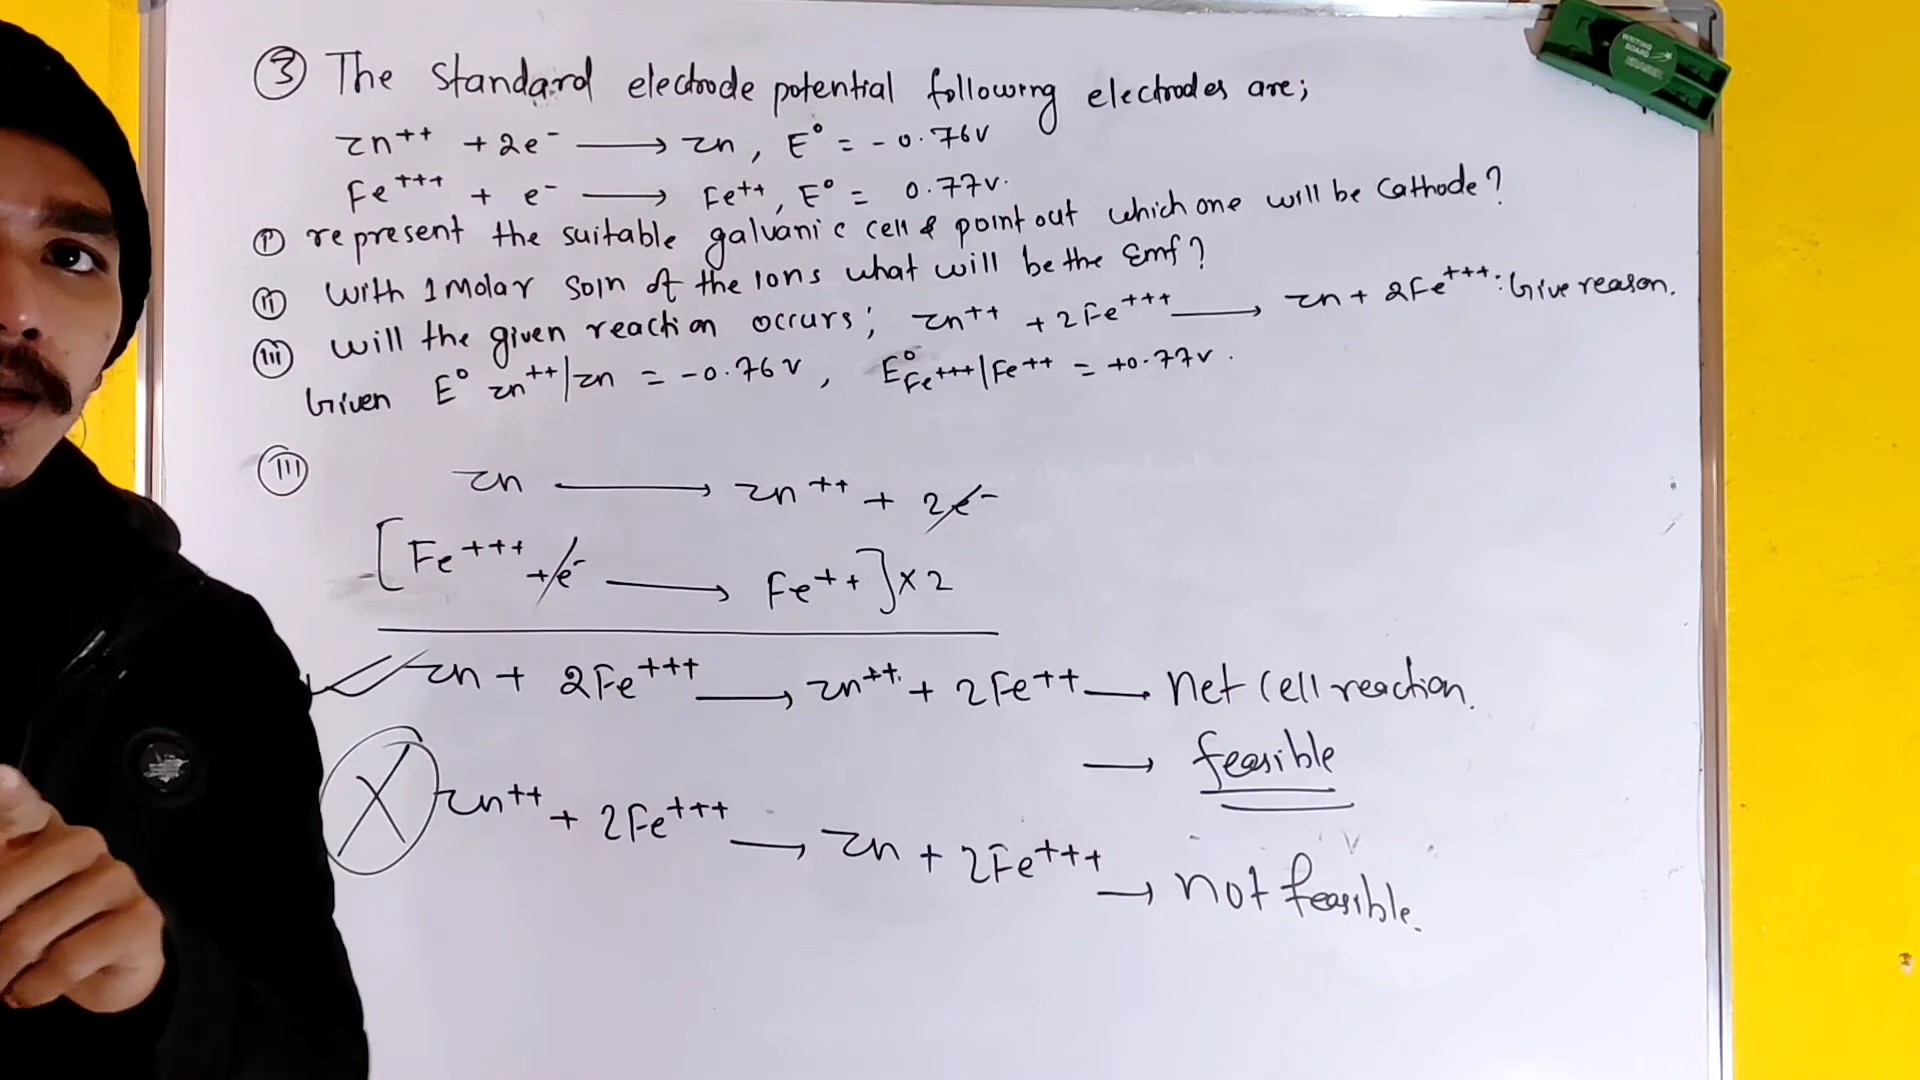 ③ The standard electrode potential following electrodes are;
zn++ + 2e- → zn, E° = -0.76v
Fe+++ + e- → Fe++, E° = 0.77v.
(i) represent the suitable galvanic cell & point out which one will be cathode?
(ii) with 1 molar soln of the ions what will be the Emf?
(iii) will the given reaction occurs; zn++ + 2Fe+++ → zn + 2Fe+++. Give reason.
Given E° zn++/zn = -0.76v, E°Fe+++|Fe++ = +0.77v.
(iii) zn → zn++ + 2e-
[Fe+++ + e- → Fe++] x 2
zn + 2Fe+++ → zn++ + 2Fe++ → net cell reaction.
→ feasible
X zn++ + 2Fe+++ → zn + 2Fe+++ → not feasible.
WRITING
BOARD